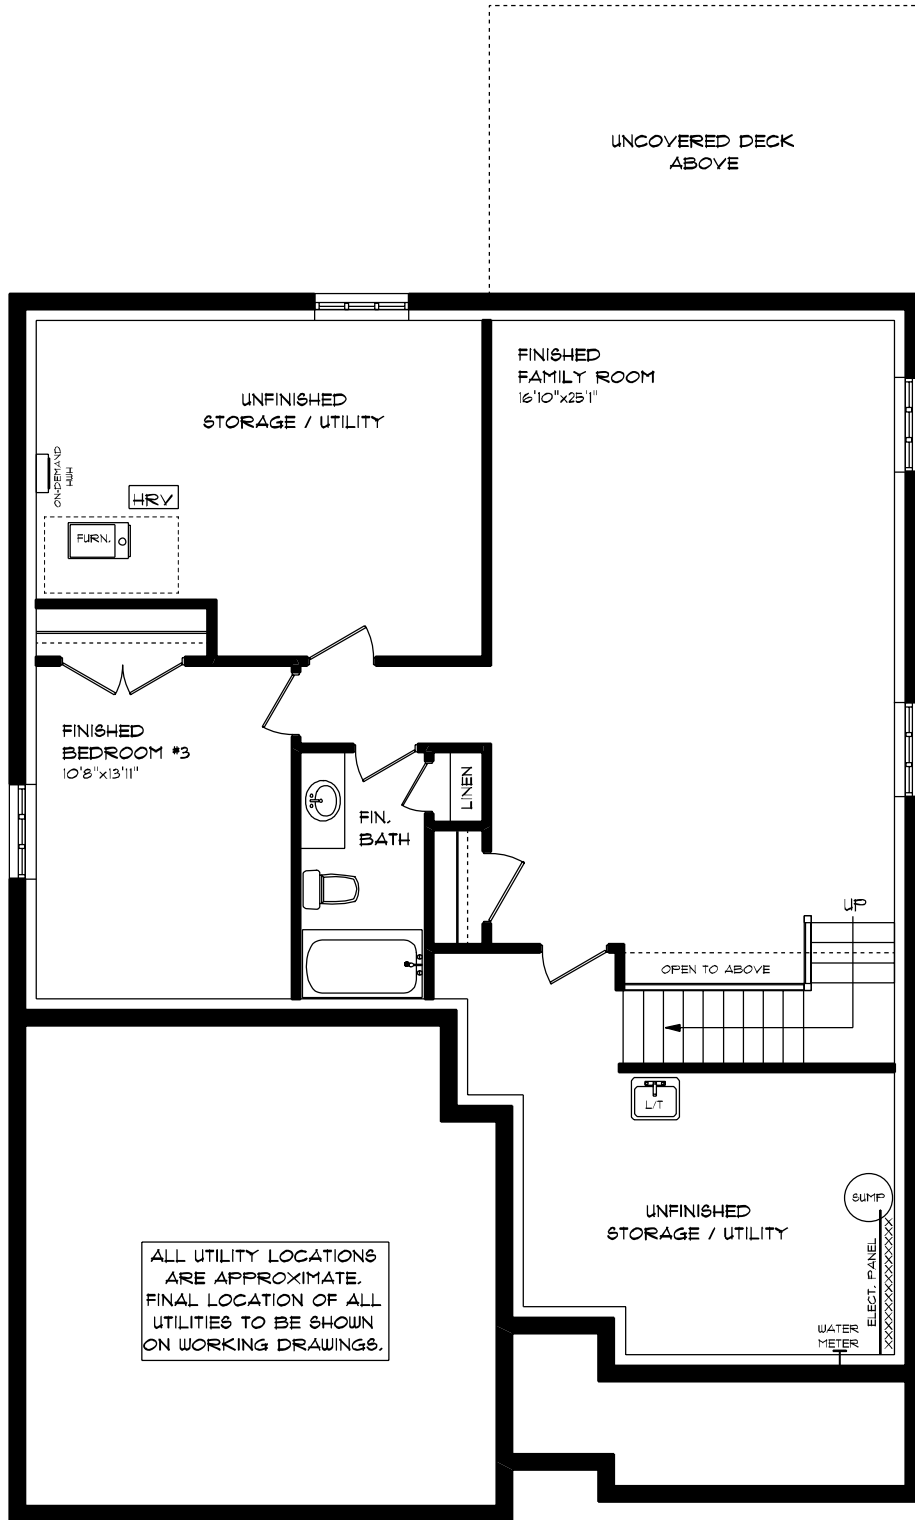 UNCOVERED DECK
ABOVE
FINISHED
FAMILY ROOM
16'10"x25'1"
UNFINISHED
STORAGE / UTILITY
ON-DEMAND
HWH
HRV
FURN.
FINISHED
BEDROOM #3
10'8"x13'11"
LINEN
FIN.
BATH
UP
OPEN TO ABOVE
L/T
SUMP
UNFINISHED
STORAGE / UTILITY
ELECT. PANEL
WATER
METER
ALL UTILITY LOCATIONS
ARE APPROXIMATE.
FINAL LOCATION OF ALL
UTILITIES TO BE SHOWN
ON WORKING DRAWINGS.